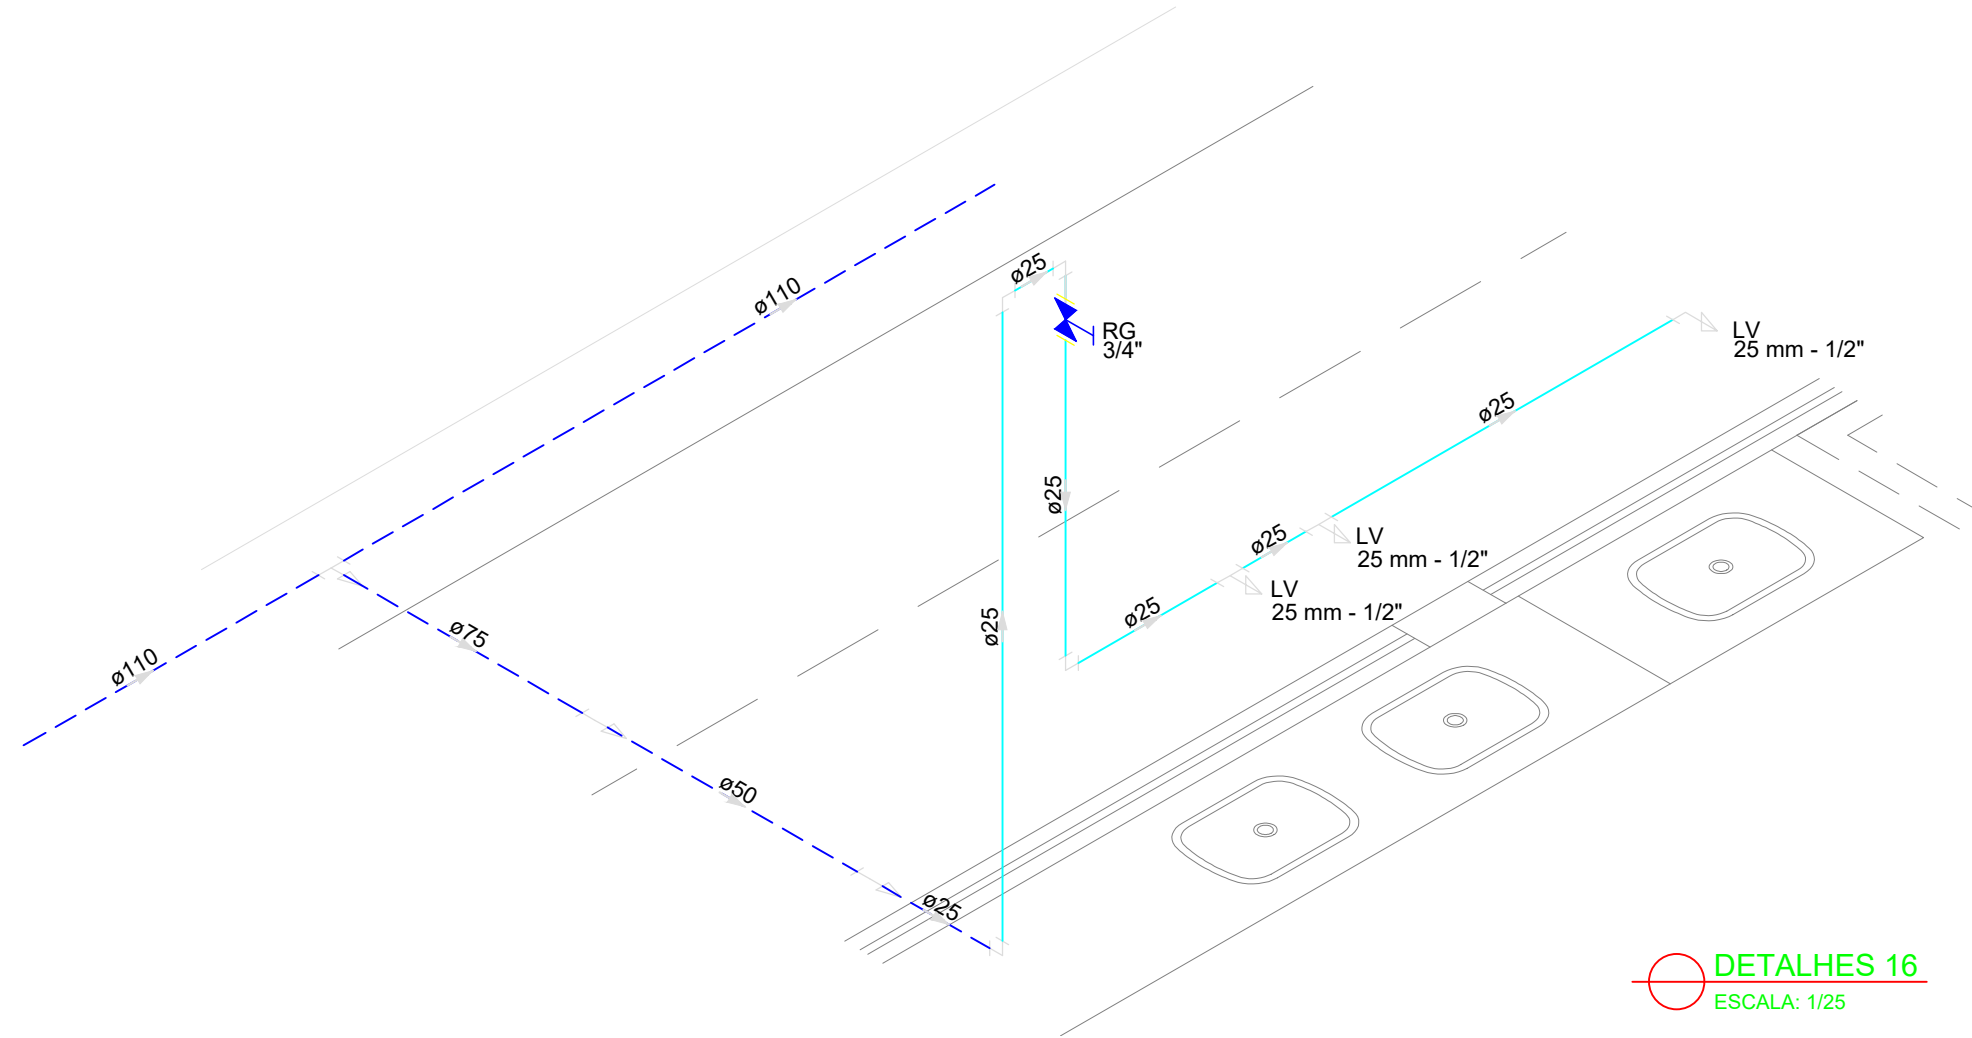 ø110
ø25
RG
3/4"
LV
25 mm - 1/2"
ø25
ø25
ø25
LV
25 mm - 1/2"
LV
25 mm - 1/2"
ø25
ø25
ø75
ø110
ø50
ø25
DETALHES 16
ESCALA: 1/25